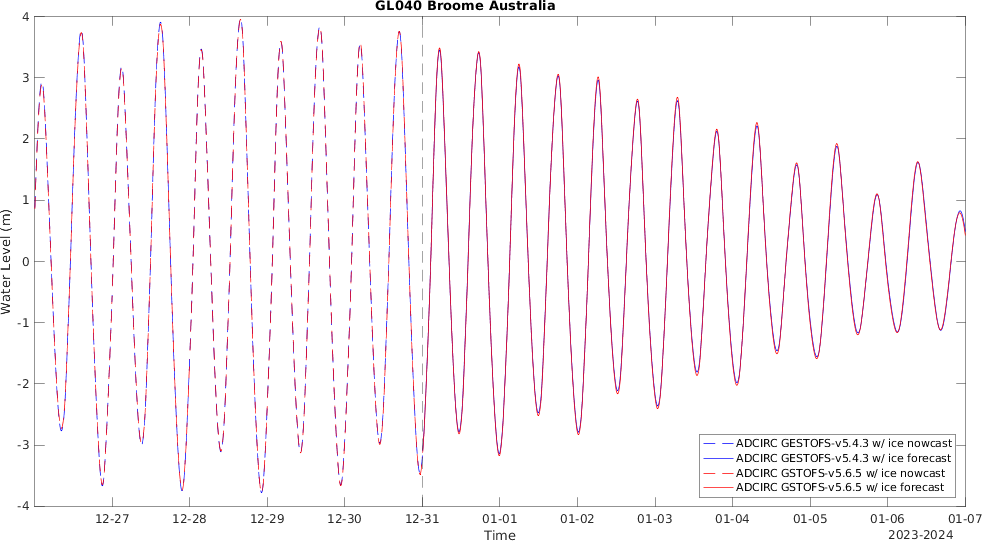 GL040 Broome Australia
Water Level (m)
4
3
2
1
0
-1
-2
-3
-4
ADCIRC GESTOFS-v5.4.3 w/ ice nowcast
ADCIRC GESTOFS-v5.4.3 w/ ice forecast
ADCIRC GSTOFS-v5.6.5 w/ ice nowcast
ADCIRC GSTOFS-v5.6.5 w/ ice forecast
12-27 12-28 12-29 12-30 12-31 01-01 01-02 01-03 01-04 01-05 01-06 01-07
Time
2023-2024